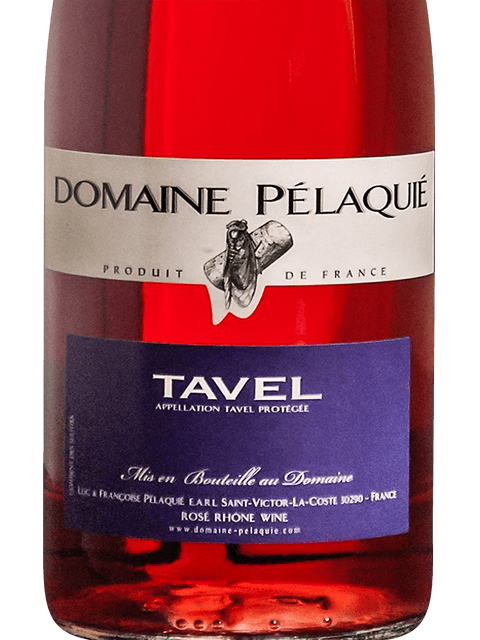 DOMAINE PÉLAQUIÉ
PRODUIT DE FRANCE
TAVEL
APPELLATION TAVEL PROTÉGÉE
Mis en Bouteille au Domaine
LUC & FRANÇOISE PÉLAQUIÉ E.A.R.L SAINT-VICTOR-LA-COSTE 30290 - FRANCE
ROSÉ RHÔNE WINE
www.domaine-pelaquie.com